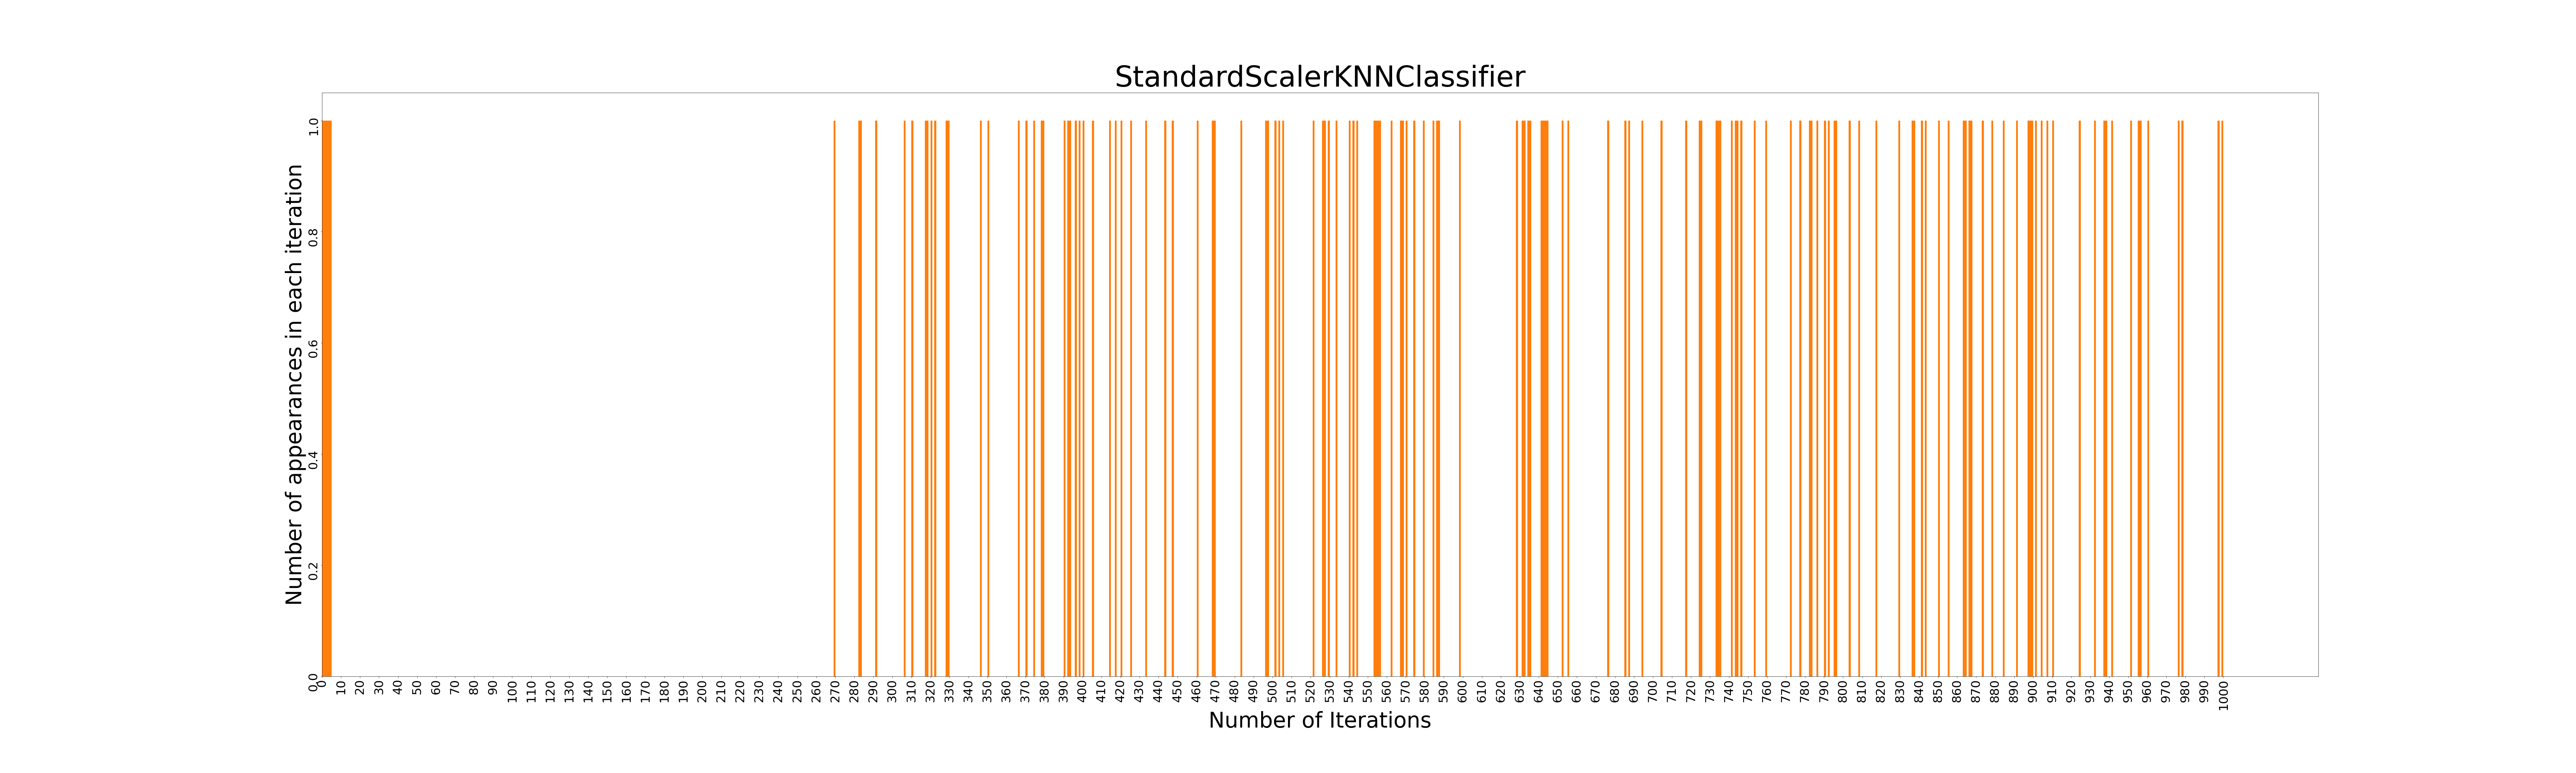 StandardScalerKNNClassifier
Number of appearances in each iteration
1.0
0.8
0.6
0.4
0.2
0.0
0 10 20 30 40 50 60 70 80 90 100 110 120 130 140 150 160 170 180 190 200 210 220 230 240 250 260 270 280 290 300 310 320 330 340 350 360 370 380 390 400 410 420 430 440 450 460 470 480 490 500 510 520 530 540 550 560 570 580 590 600 610 620 630 640 650 660 670 680 690 700 710 720 730 740 750 760 770 780 790 800 810 820 830 840 850 860 870 880 890 900 910 920 930 940 950 960 970 980 990 1000
Number of Iterations